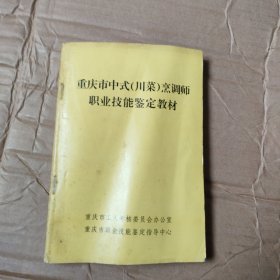 重庆市中式(川菜)烹调师
职业技能鉴定教材
重庆市工人考核委员会办公室
重庆市职业技能鉴定指导中心